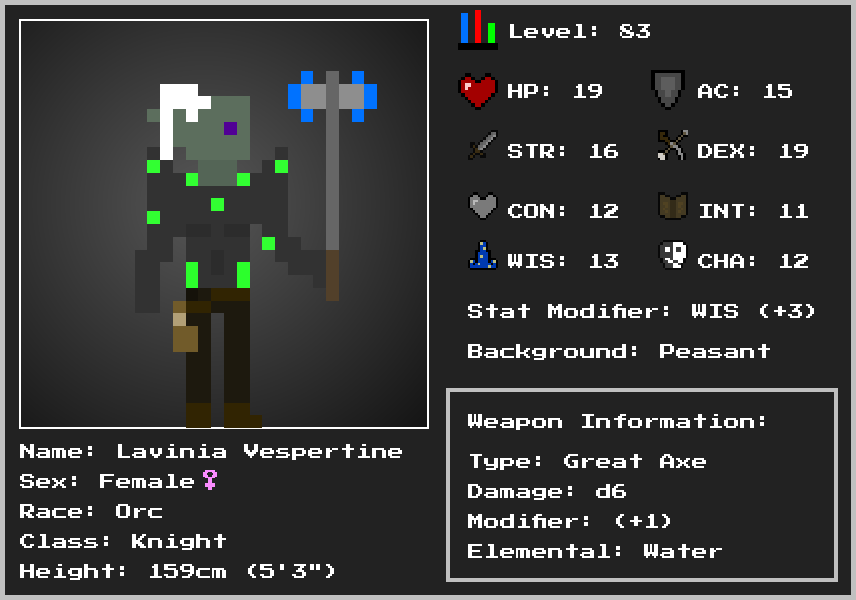 Level: 83
HP: 19
AC: 15
STR: 16
DEX: 19
CON: 12
INT: 11
WIS: 13
CHA: 12
Stat Modifier: WIS (+3)
Background: Peasant
Weapon Information:
Type: Great Axe
Damage: d6
Modifier: (+1)
Elemental: Water
Name: Lavinia Vespertine
Sex: Female♀
Race: Orc
Class: Knight
Height: 159cm (5'3")